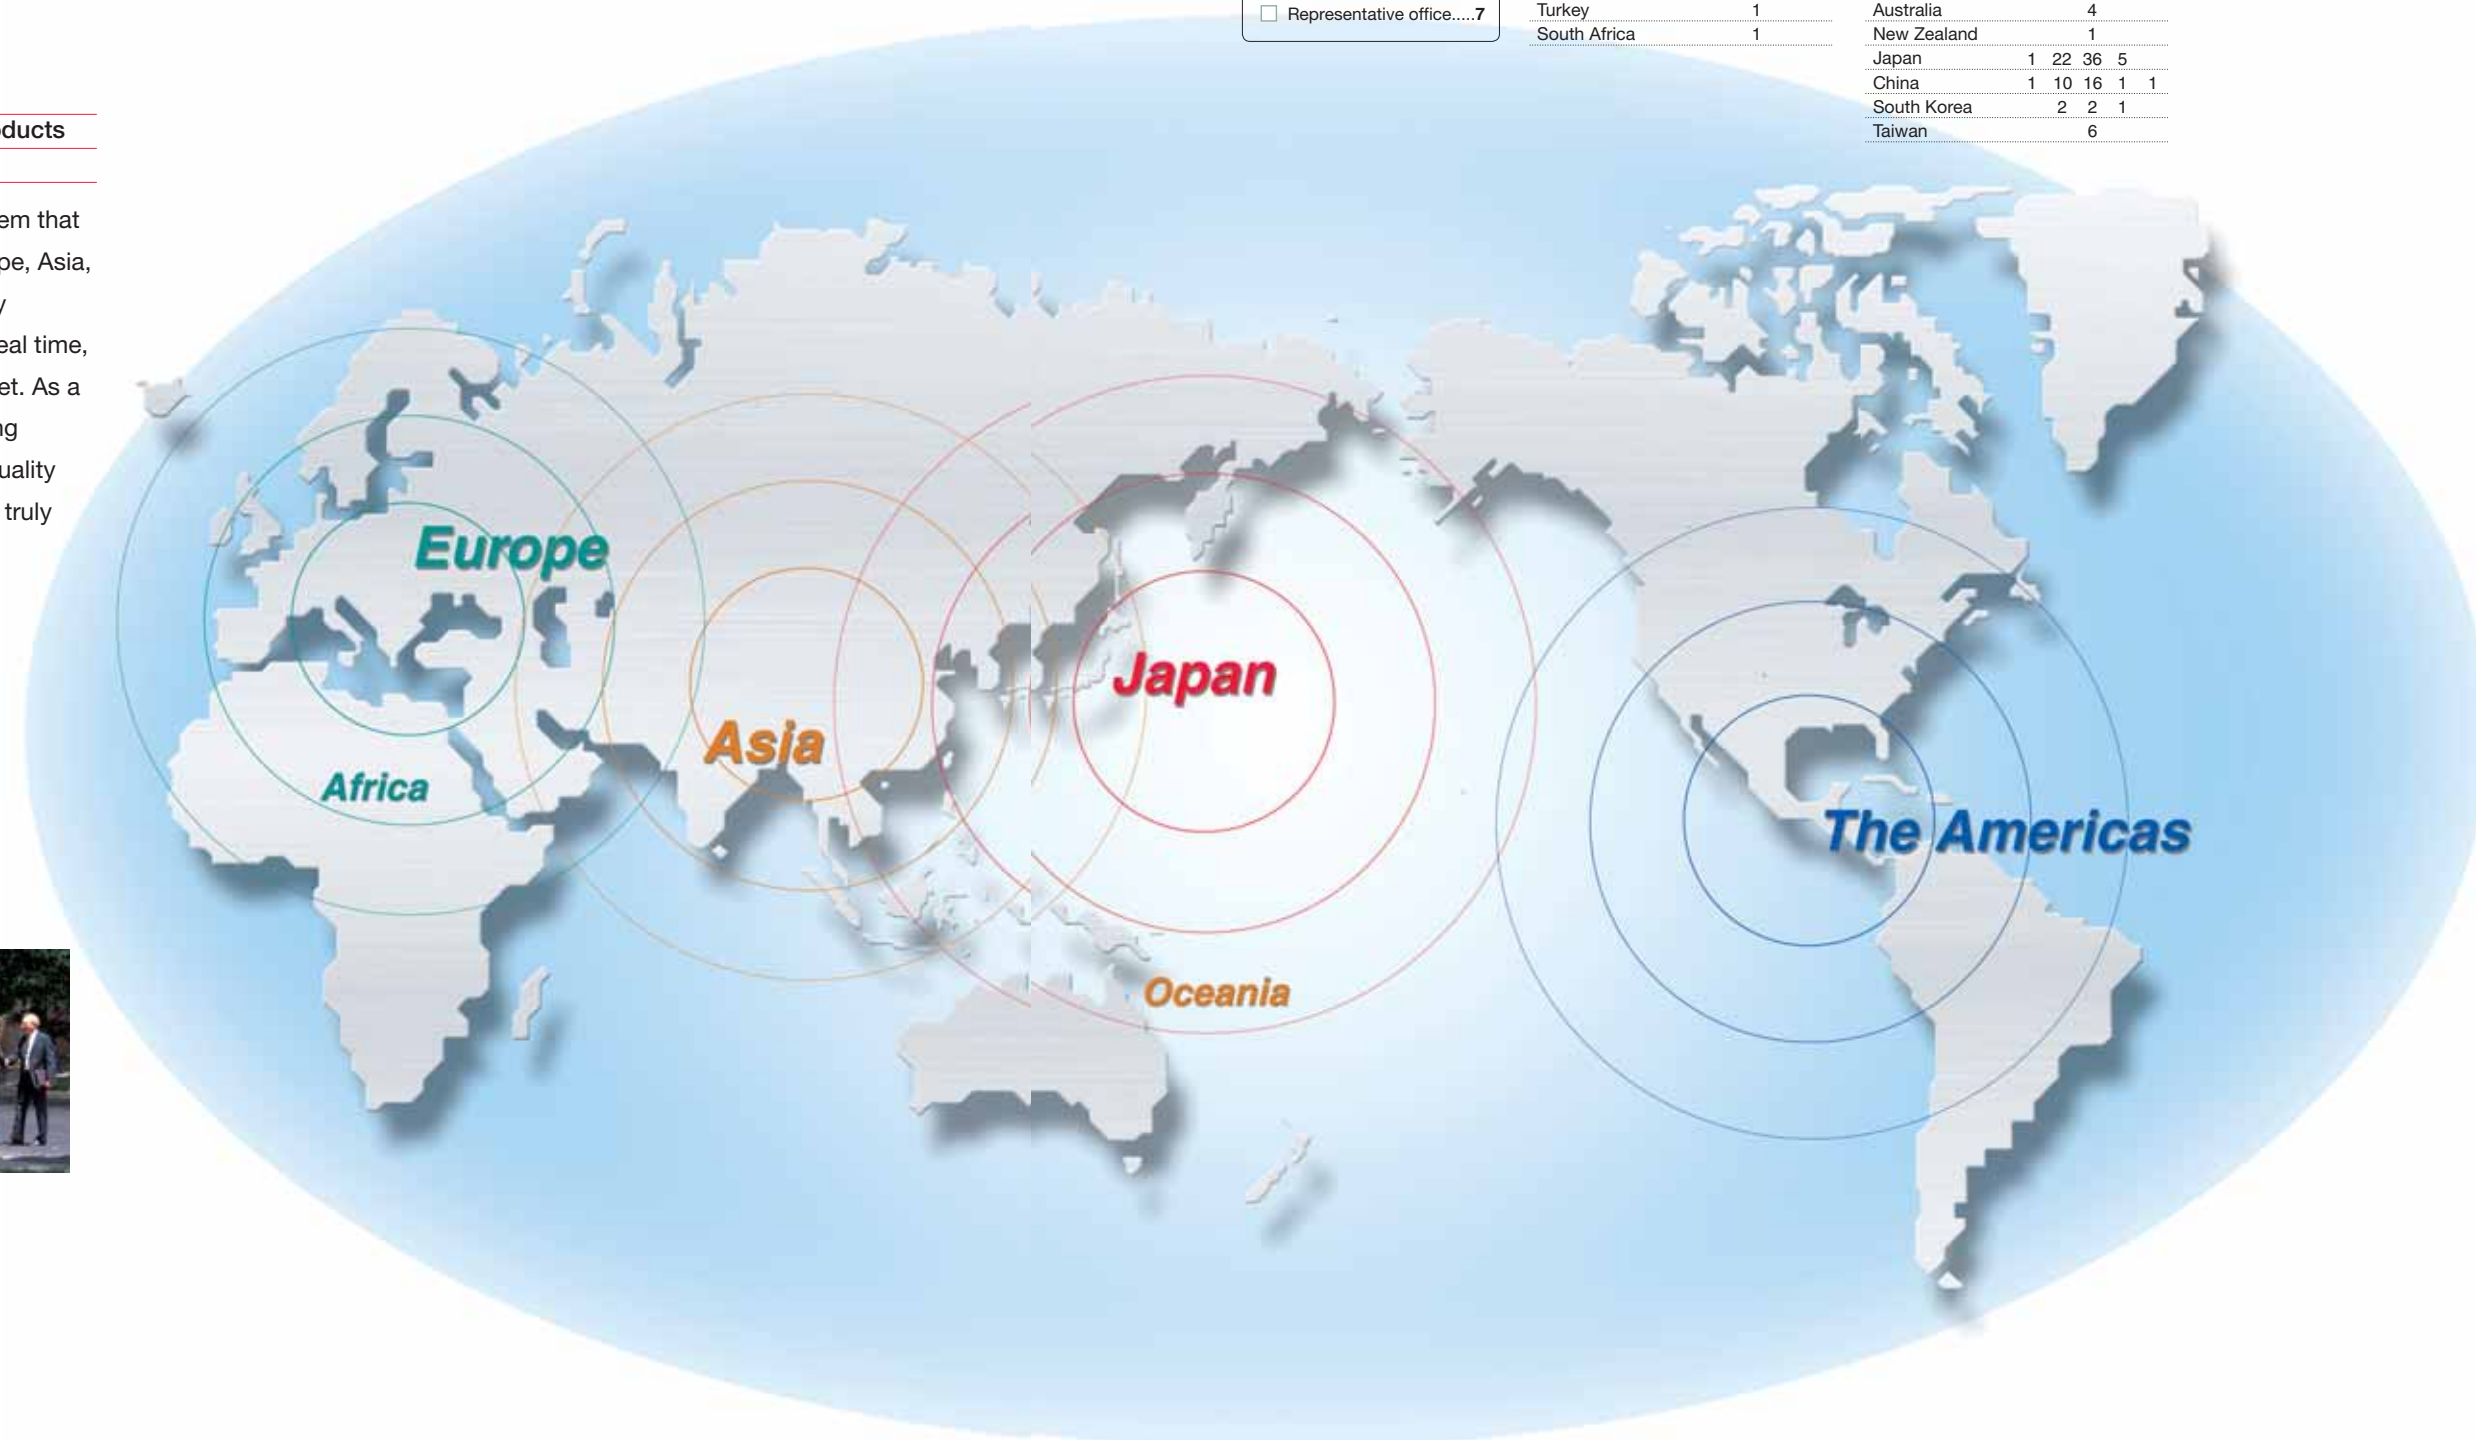 oducts
em that
pe, Asia,
y
eal time,
et. As a
ng
uality
truly
Representative office.....7
Turkey 1
South Africa 1
Australia 4
New Zealand 1
Japan 1 22 36 5
China 1 10 16 1 1
South Korea 2 2 1
Taiwan 6
Europe
Africa
Asia
Japan
Oceania
The Americas